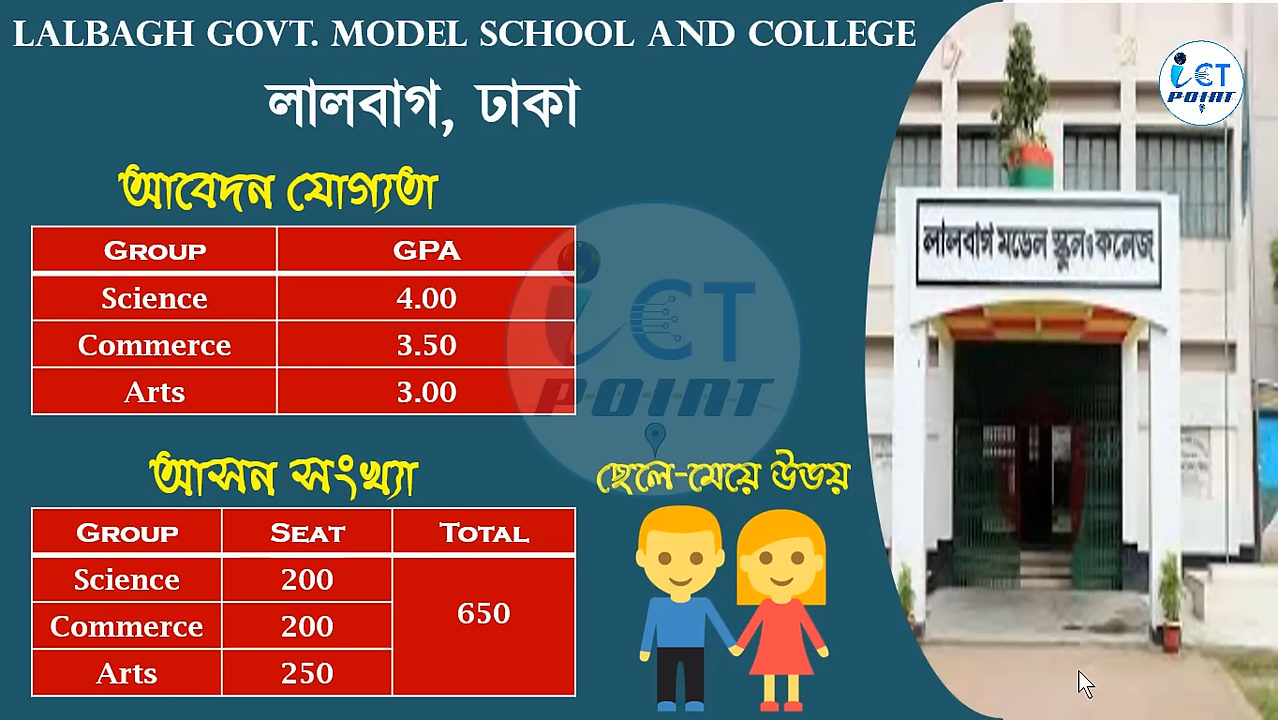 LALBAGH GOVT. MODEL SCHOOL AND COLLEGE
লালবাগ, ঢাকা
আবেদন যোগ্যতা
GROUP GPA
Science 4.00
Commerce 3.50
Arts 3.00
আসন সংখ্যা
GROUP SEAT TOTAL
Science 200
Commerce 200
Arts 250
650
ছেলে-মেয়ে উভয়
iCT
POINT
iCT
POINT
লালবাগ মডেল স্কুল ও কলেজ